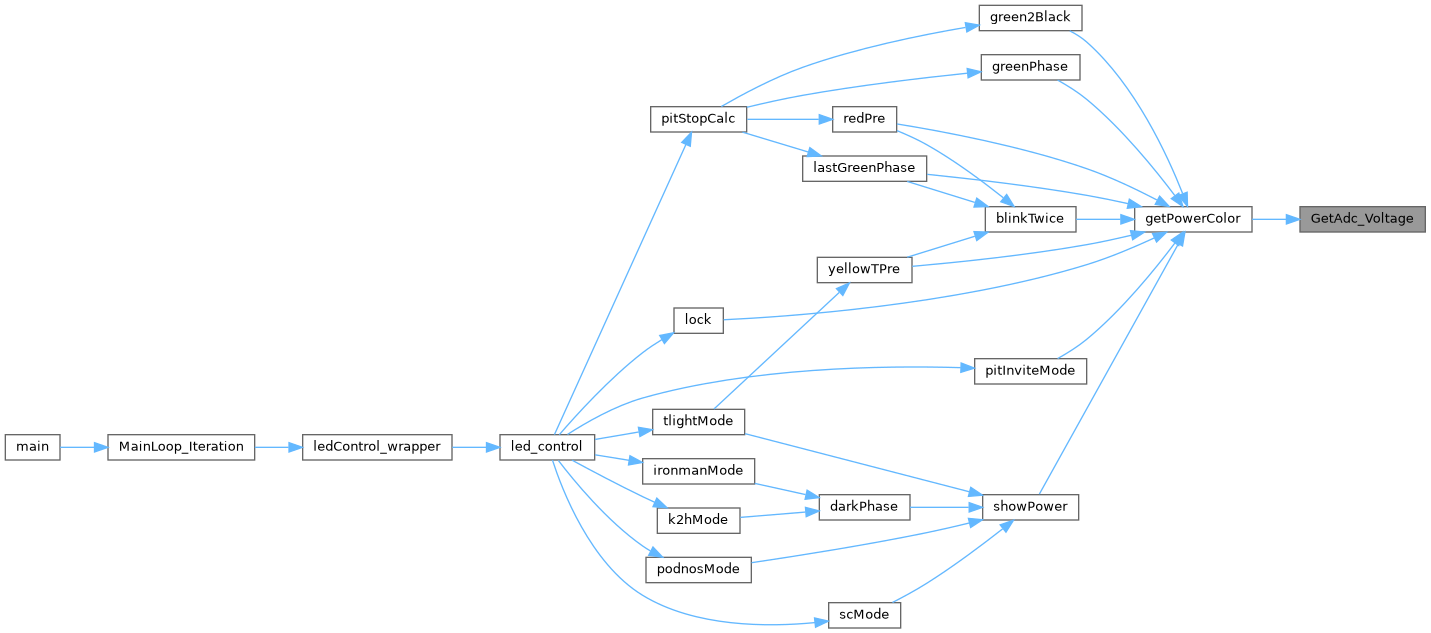 green2Black
greenPhase
pitStopCalc
redPre
lastGreenPhase
blinkTwice
getPowerColor
GetAdc_Voltage
yellowTPre
lock
pitInviteMode
tlightMode
main
MainLoop_Iteration
ledControl_wrapper
led_control
ironmanMode
darkPhase
showPower
k2hMode
podnosMode
scMode